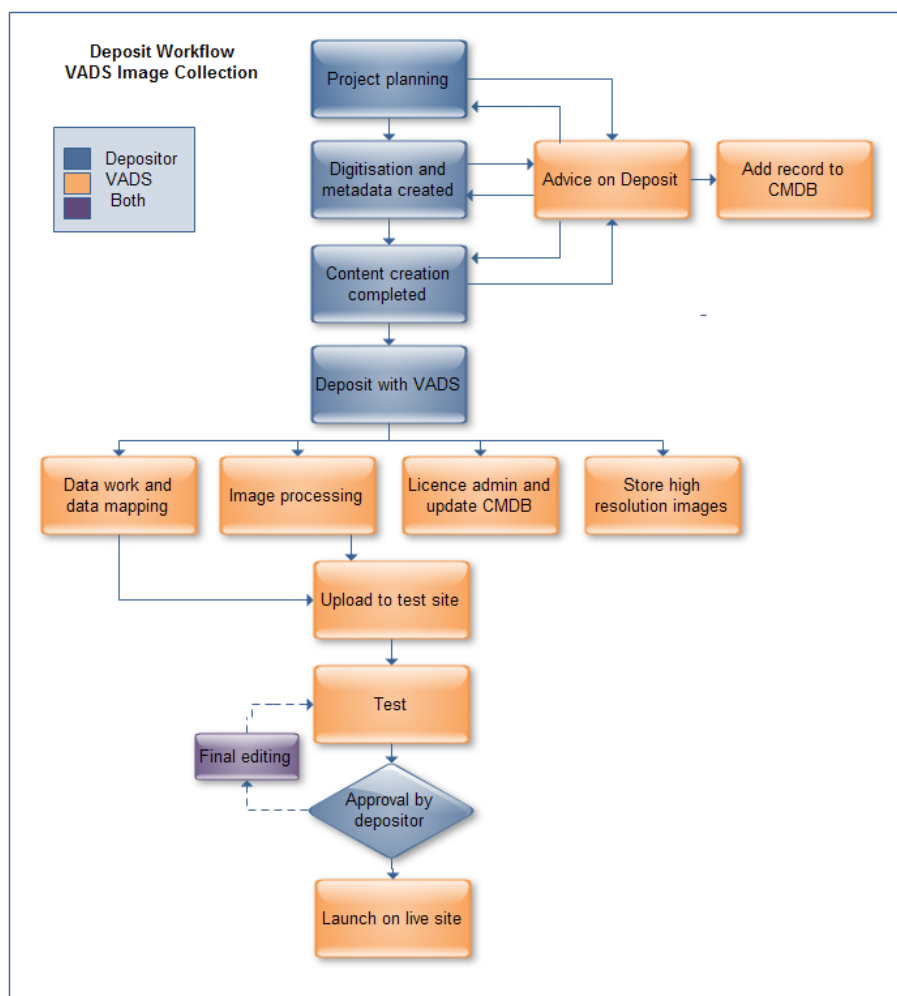 Deposit Workflow
VADS Image Collection
Depositor
VADS
Both
Project planning
Digitisation and
metadata created
Advice on Deposit
Add record to
CMDB
Content creation
completed
Deposit with VADS
Data work and
data mapping
Image processing
Licence admin and
update CMDB
Store high
resolution images
Upload to test site
Test
Final editing
Approval by
depositor
Launch on live site